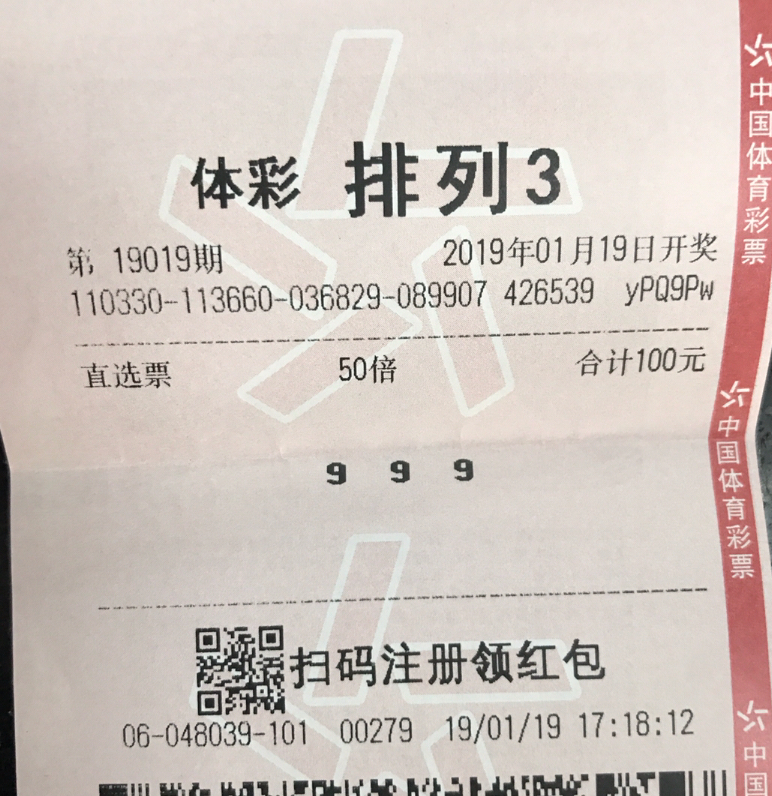 体彩 排列3
第 19019期 2019年01月19日开奖
110330-113660-036829-089907 426539 yPQ9Pw
直选票 50倍 合计100元
9 9 9
扫码注册领红包
06-048039-101 00279 19/01/19 17:18:12
中国体育彩票
中国体育彩票
中国